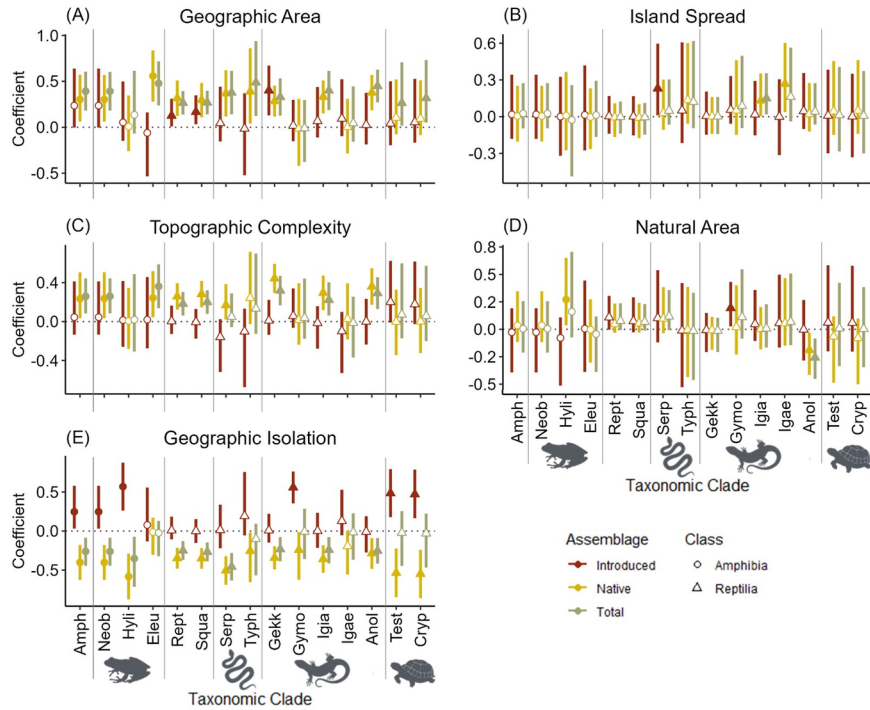 (A) Geographic Area
Coefficient
1.0
0.5
0.0
-0.5
(B) Island Spread
0.6
0.3
0.0
-0.3
(C) Topographic Complexity
Coefficient
0.4
0.0
-0.4
(D) Natural Area
0.8
0.5
0.2
0.0
-0.2
-0.5
Amph Neob Hyli Eleu Rept Squa Serp Typh Gekk Gymo Igia Igae Anol Test Cryp
Taxonomic Clade
(E) Geographic Isolation
Coefficient
0.5
0.0
-0.5
Amph Neob Hyli Eleu Rept Squa Serp Typh Gekk Gymo Igia Igae Anol Test Cryp
Taxonomic Clade
Assemblage Class
Introduced Amphibia
Native Reptilia
Total